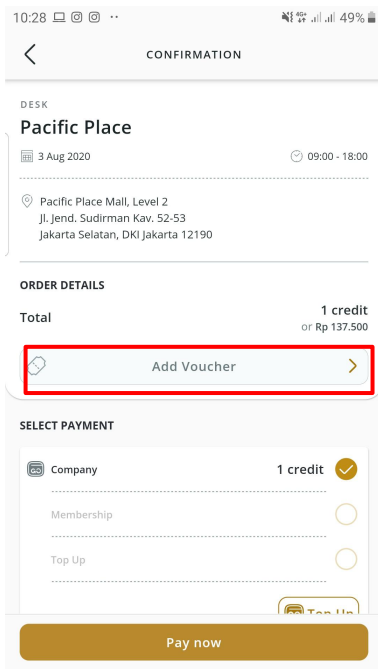 10:28
4G+
49%
CONFIRMATION
DESK
Pacific Place
3 Aug 2020
09:00 - 18:00
Pacific Place Mall, Level 2
Jl. Jend. Sudirman Kav. 52-53
Jakarta Selatan, DKI Jakarta 12190
ORDER DETAILS
Total
1 credit
or Rp 137.500
Add Voucher
SELECT PAYMENT
Company
1 credit
Membership
Top Up
Top Up
Pay now